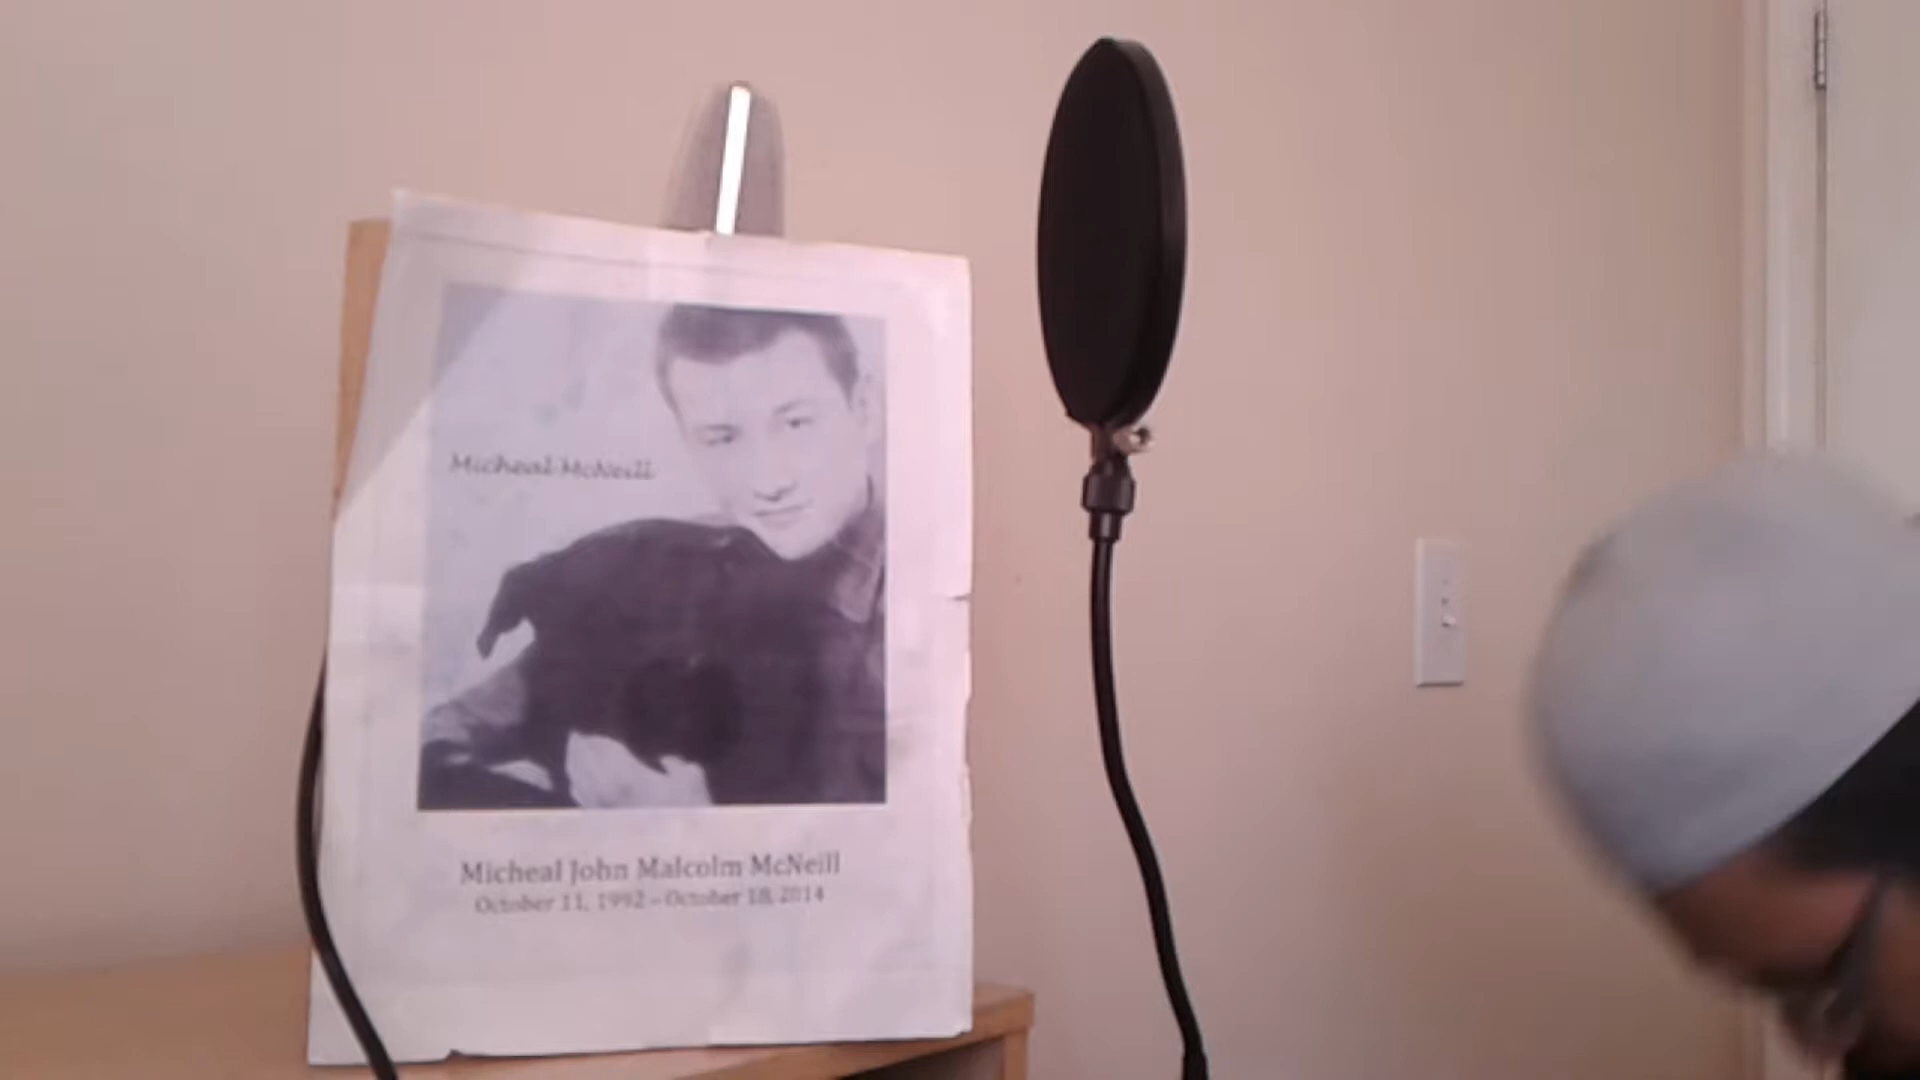 Micheal McNeill
Micheal John Malcolm McNeill
October 11, 1992 – October 18, 2014